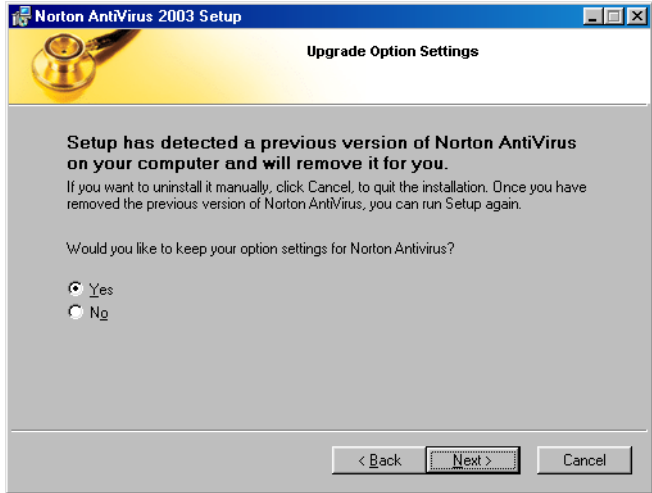 Norton AntiVirus 2003 Setup
Upgrade Option Settings
Setup has detected a previous version of Norton AntiVirus
on your computer and will remove it for you.
If you want to uninstall it manually, click Cancel, to quit the installation. Once you have
removed the previous version of Norton AntiVirus, you can run Setup again.
Would you like to keep your option settings for Norton Antivirus?
Yes
No
< Back Next > Cancel